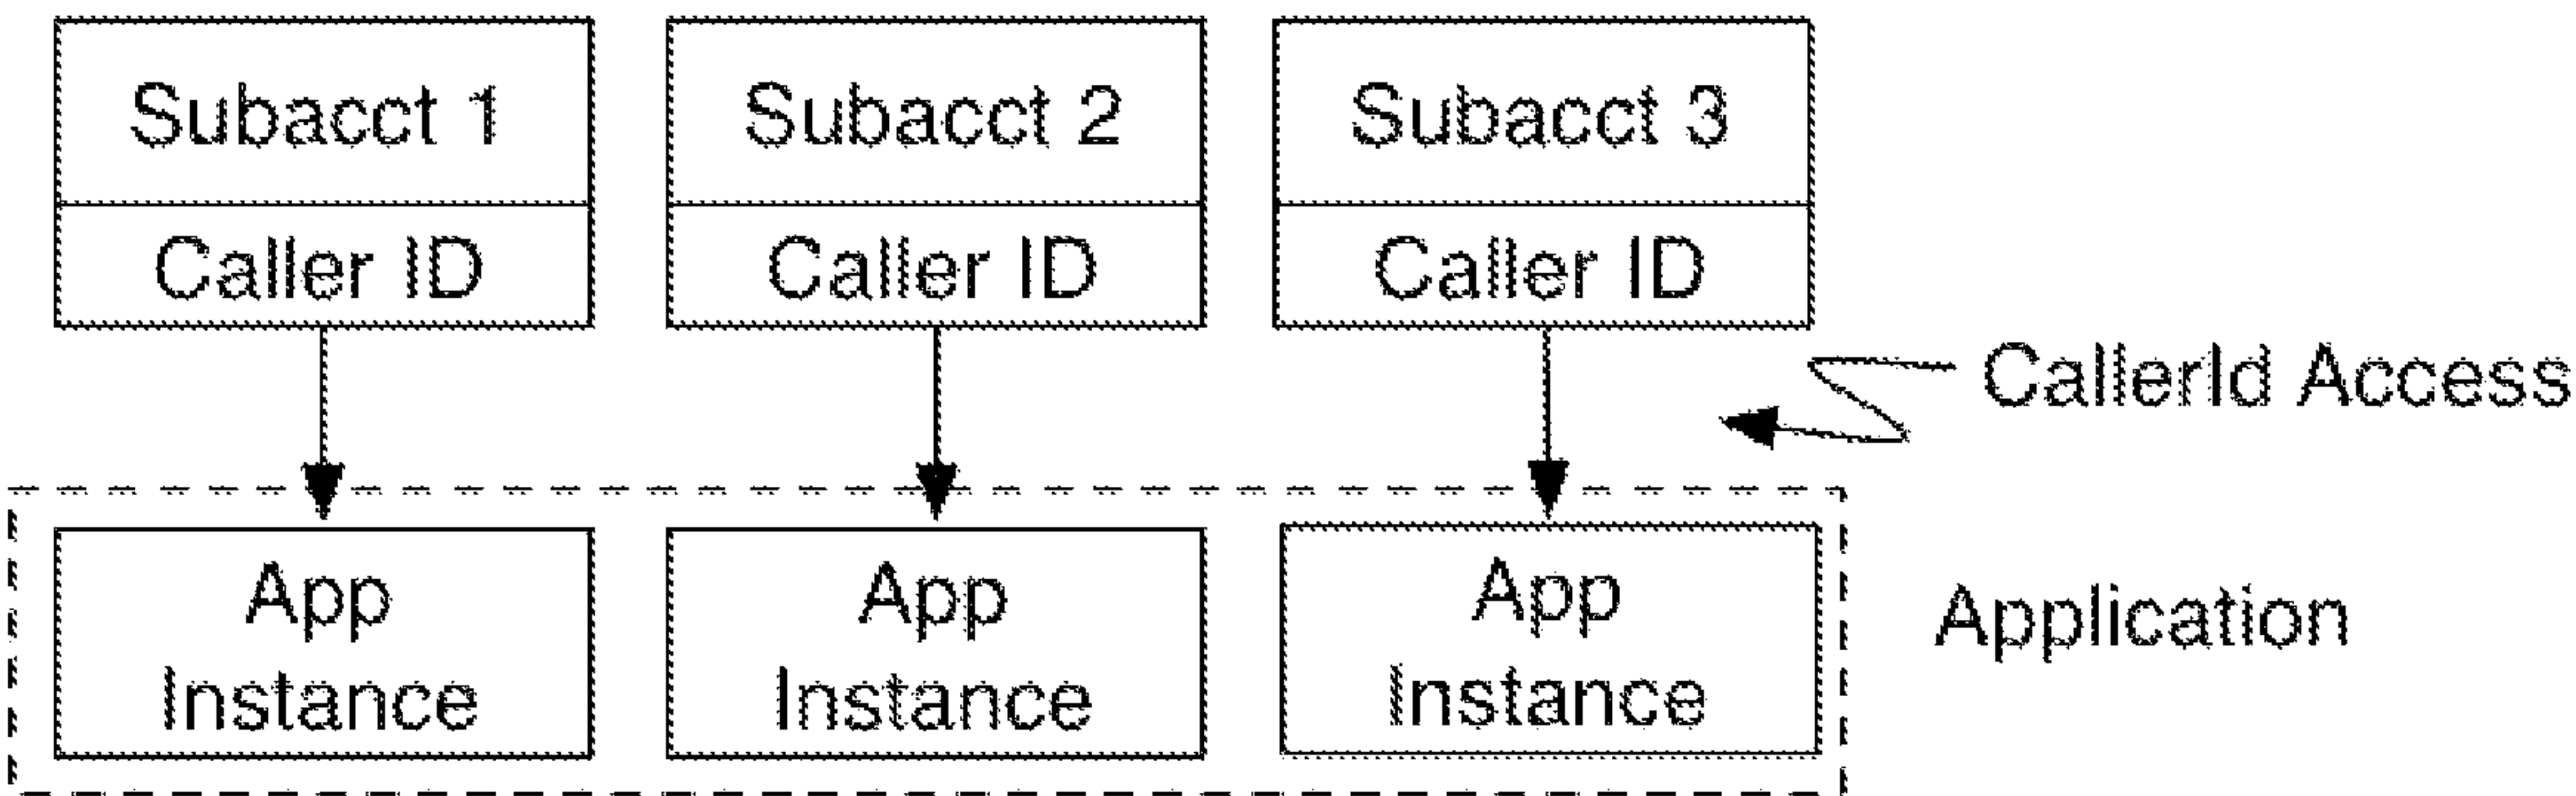 Subacct 1
Subacct 2
Subacct 3
Caller ID
Caller ID
Caller ID
CallerId Access
App
Instance
App
Instance
App
Instance
Application